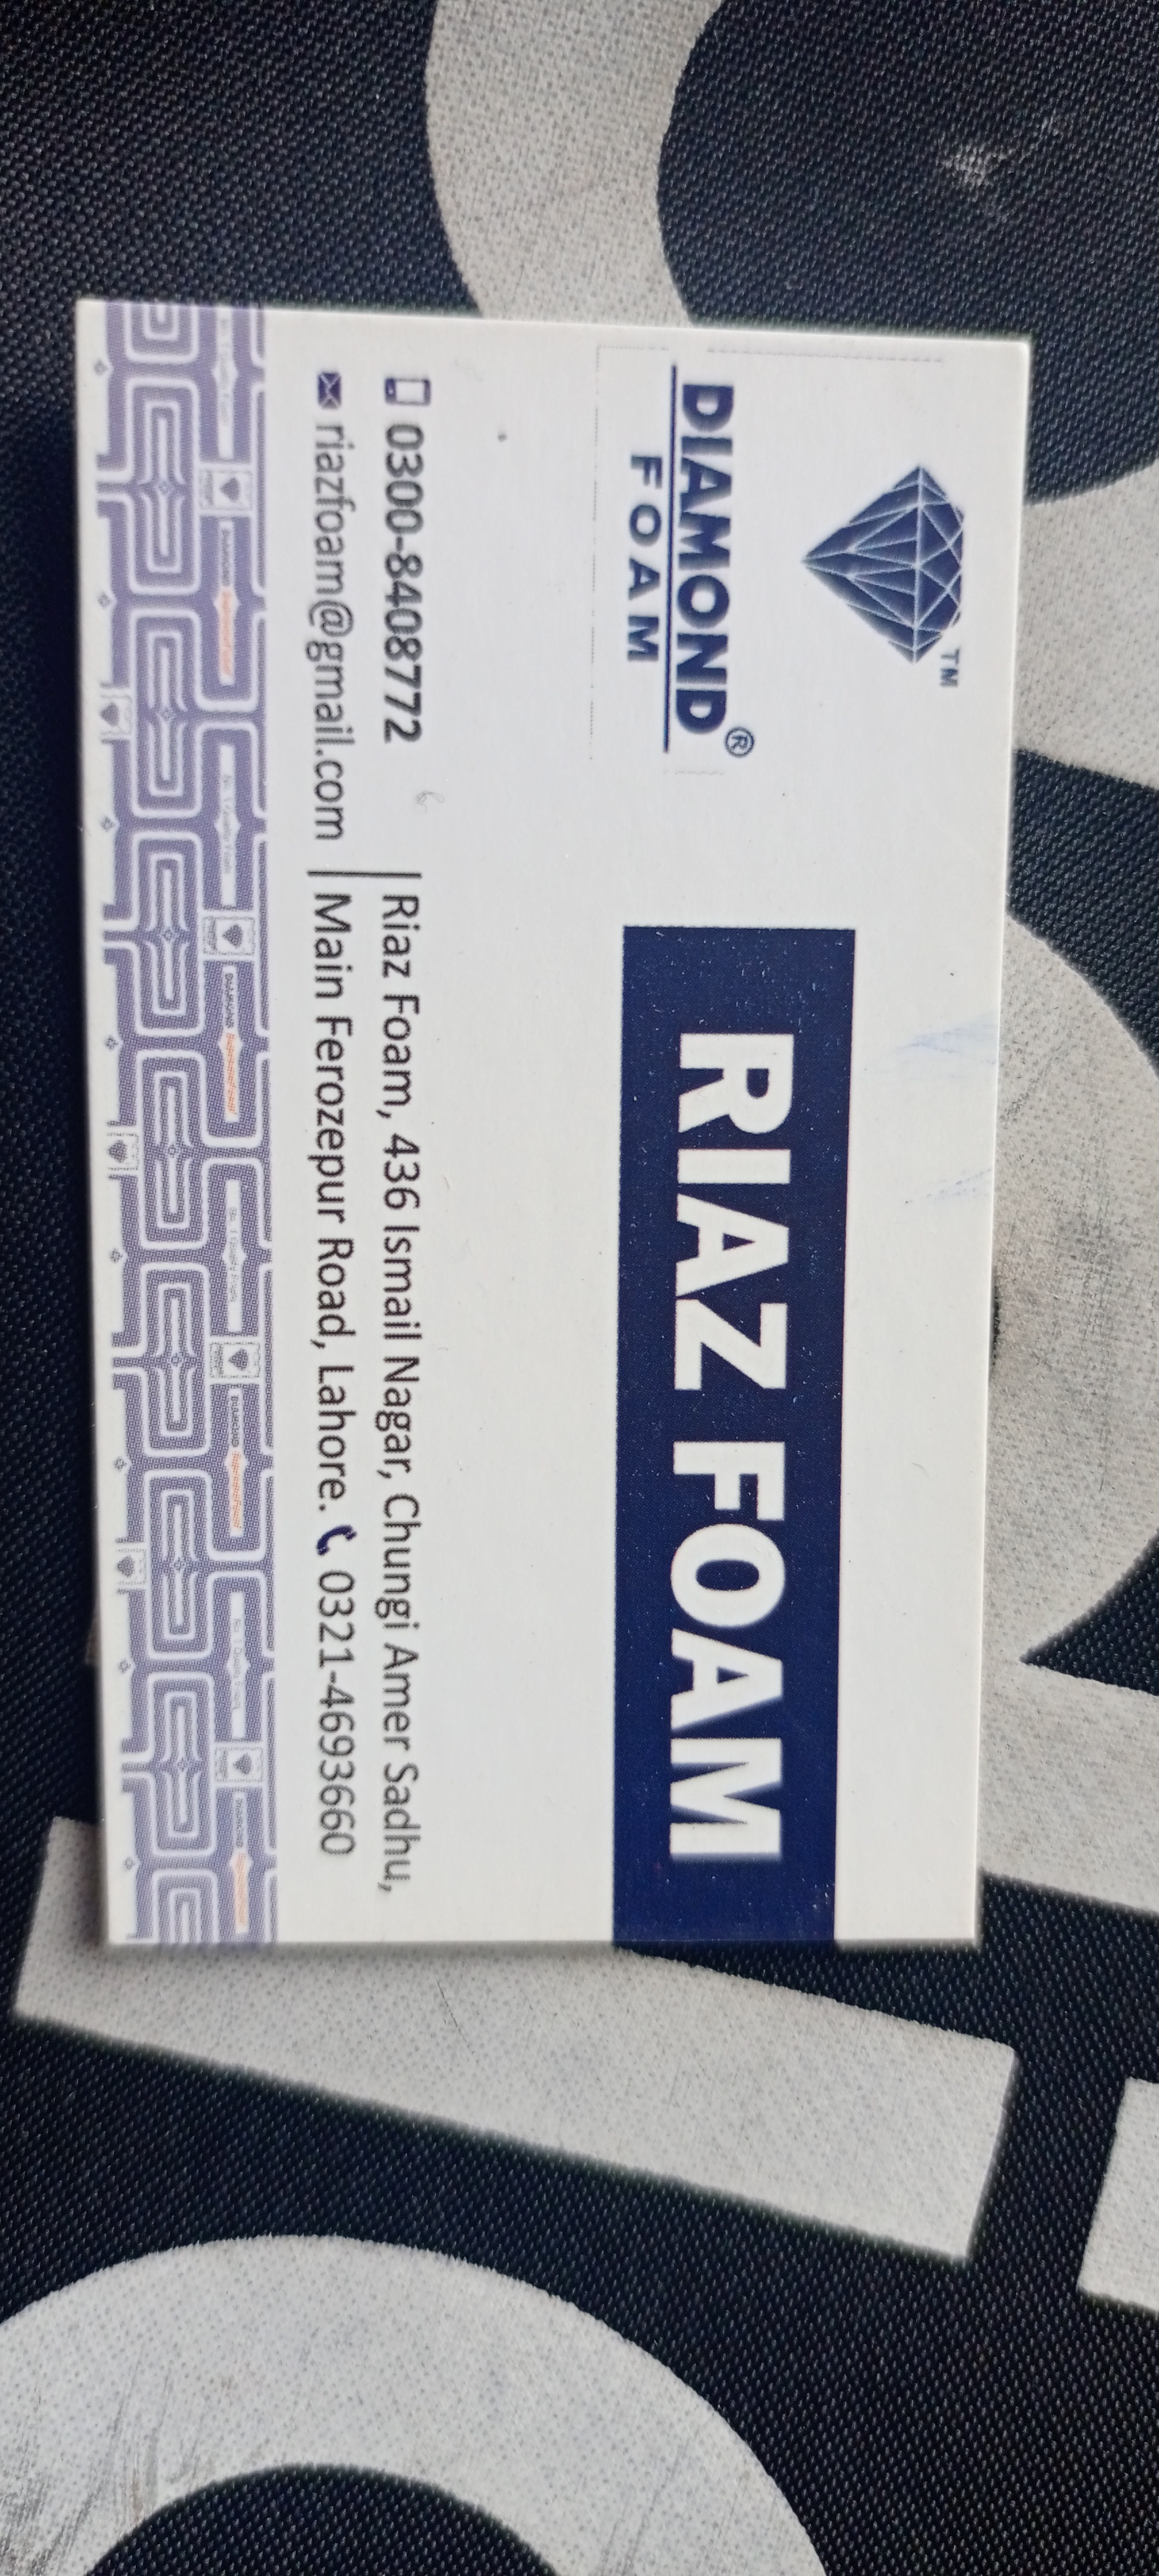 TM
DIAMOND®
FOAM
RIAZ FOAM
0300-8408772
riazfoam@gmail.com
Riaz Foam, 436 Ismail Nagar, Chungi Amer Sadhu,
Main Ferozepur Road, Lahore. 0321-4693660